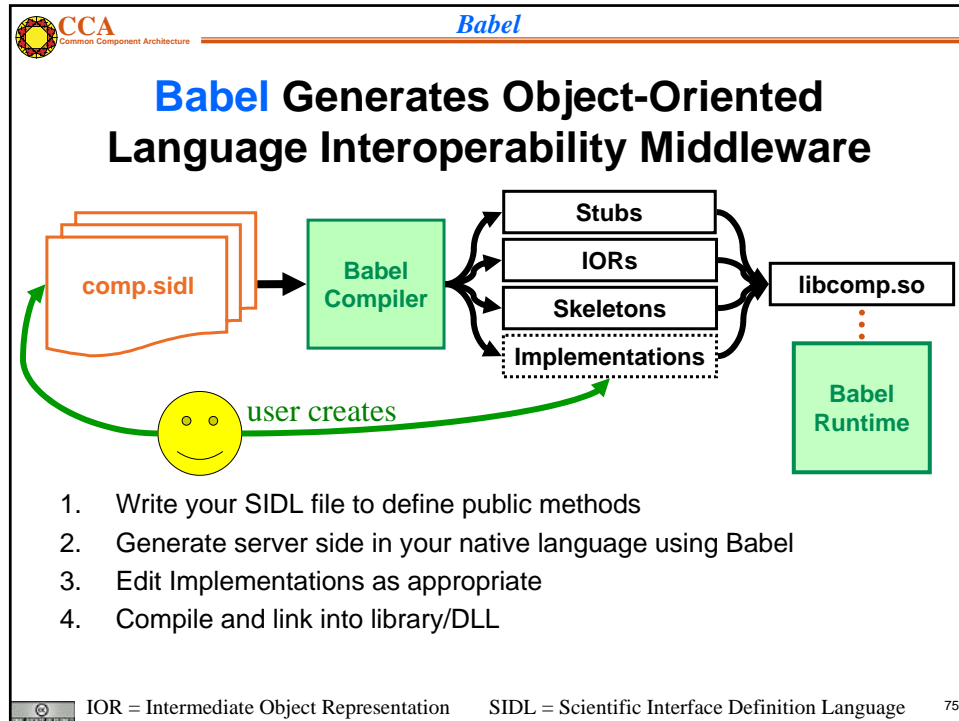 CCA
Common Component Architecture
Babel
Babel Generates Object-Oriented
Language Interoperability Middleware
comp.sidl
Babel
Compiler
Stubs
IORs
Skeletons
Implementations
libcomp.so
Babel
Runtime
user creates
1. Write your SIDL file to define public methods
2. Generate server side in your native language using Babel
3. Edit Implementations as appropriate
4. Compile and link into library/DLL
IOR = Intermediate Object Representation SIDL = Scientific Interface Definition Language 75